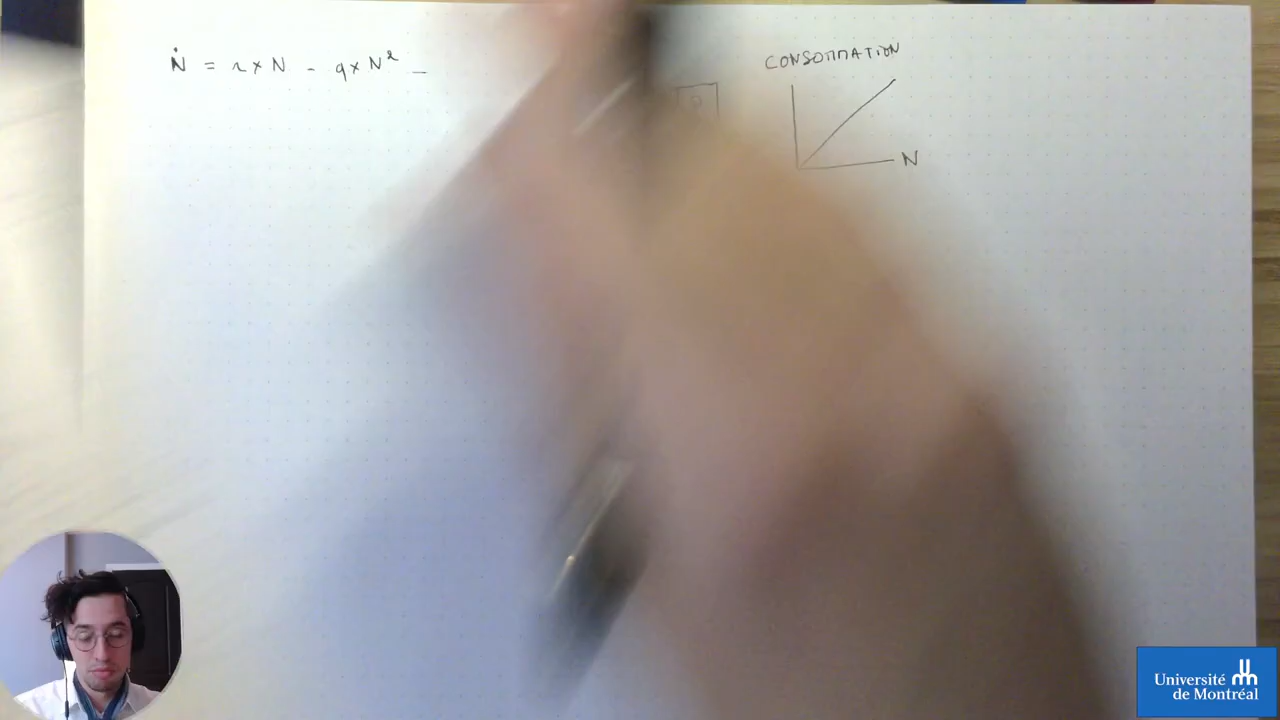 Ṅ = r × N - q × N² -
CONSOMMATION
N
Université
de Montréal